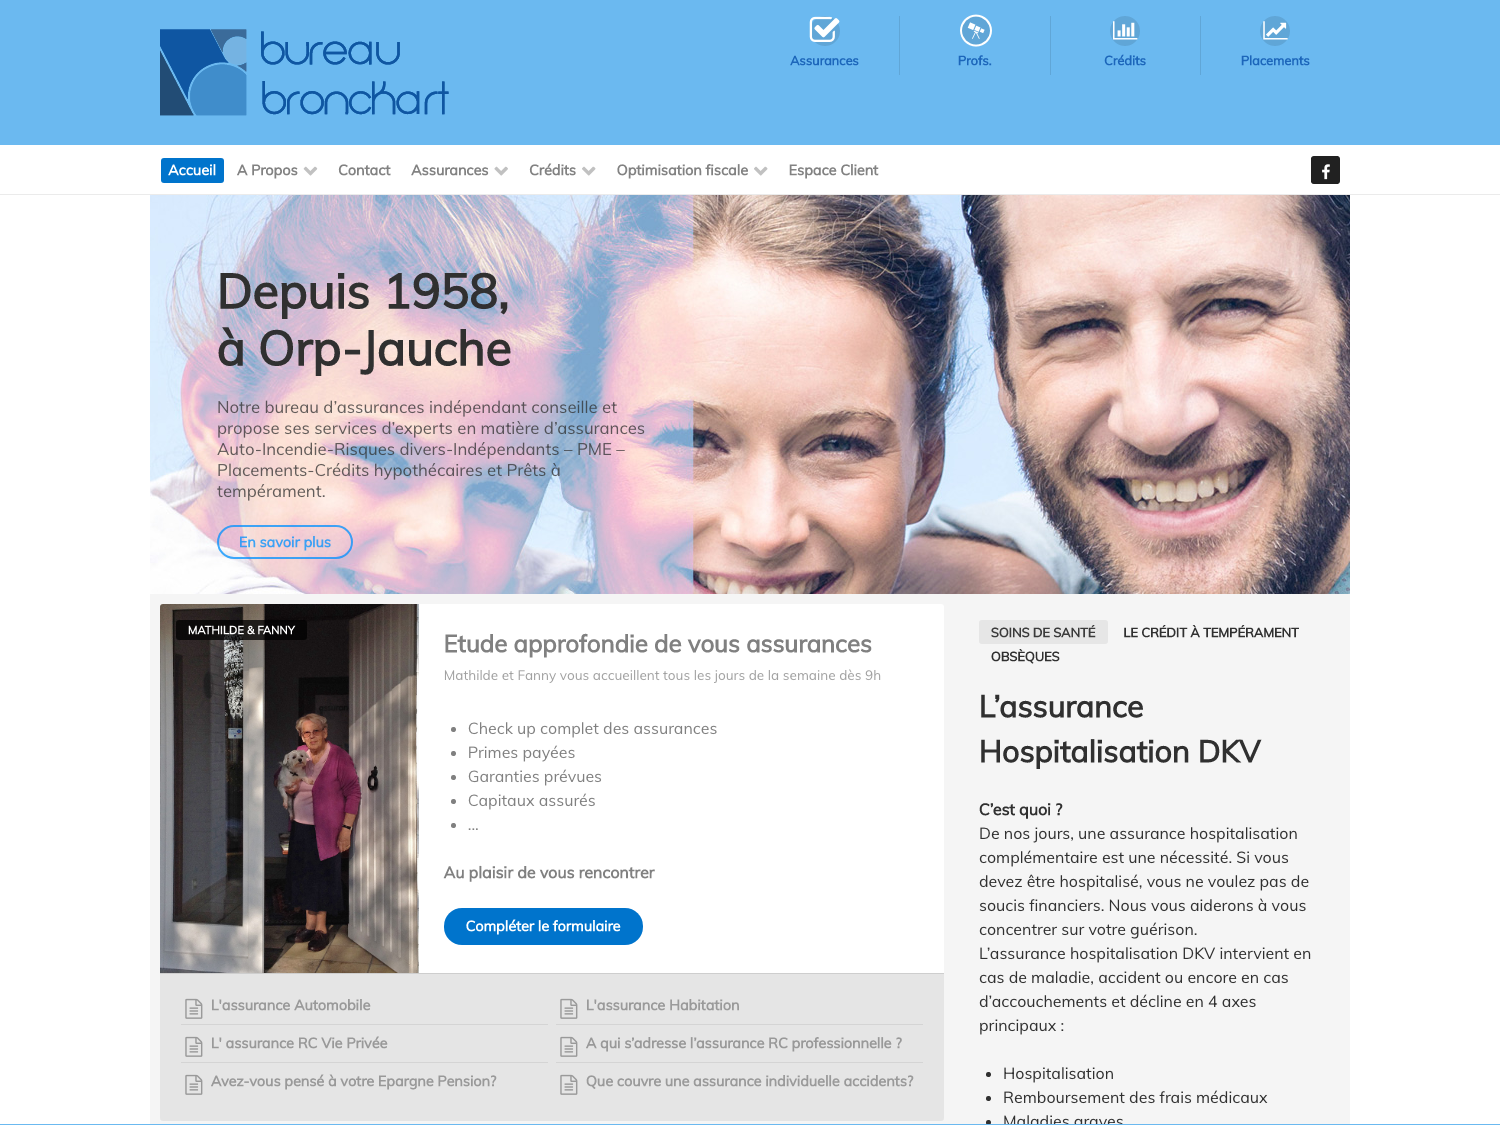 bureau
bronckart
Assurances
Profs.
Crédits
Placements
Accueil
A Propos
Contact
Assurances
Crédits
Optimisation fiscale
Espace Client
Depuis 1958,
à Orp-Jauche
Notre bureau d’assurances indépendant conseille et
propose ses services d’experts en matière d’assurances
Auto-Incendie-Risques divers-Indépendants – PME –
Placements-Crédits hypothécaires et Prêts à
tempérament.
En savoir plus
MATHILDE & FANNY
Etude approfondie de vous assurances
Mathilde et Fanny vous accueillent tous les jours de la semaine dès 9h
• Check up complet des assurances
• Primes payées
• Garanties prévues
• Capitaux assurés
• ...
Au plaisir de vous rencontrer
Compléter le formulaire
L'assurance Automobile
L'assurance Habitation
L' assurance RC Vie Privée
A qui s’adresse l’assurance RC professionnelle ?
Avez-vous pensé à votre Epargne Pension?
Que couvre une assurance individuelle accidents?
SOINS DE SANTÉ
LE CRÉDIT À TEMPÉRAMENT
OBSÈQUES
L’assurance
Hospitalisation DKV
C’est quoi ?
De nos jours, une assurance hospitalisation
complémentaire est une nécessité. Si vous
devez être hospitalisé, vous ne voulez pas de
soucis financiers. Nous vous aiderons à vous
concentrer sur votre guérison.
L’assurance hospitalisation DKV intervient en
cas de maladie, accident ou encore en cas
d’accouchements et décline en 4 axes
principaux :
• Hospitalisation
• Remboursement des frais médicaux
• Maladies graves